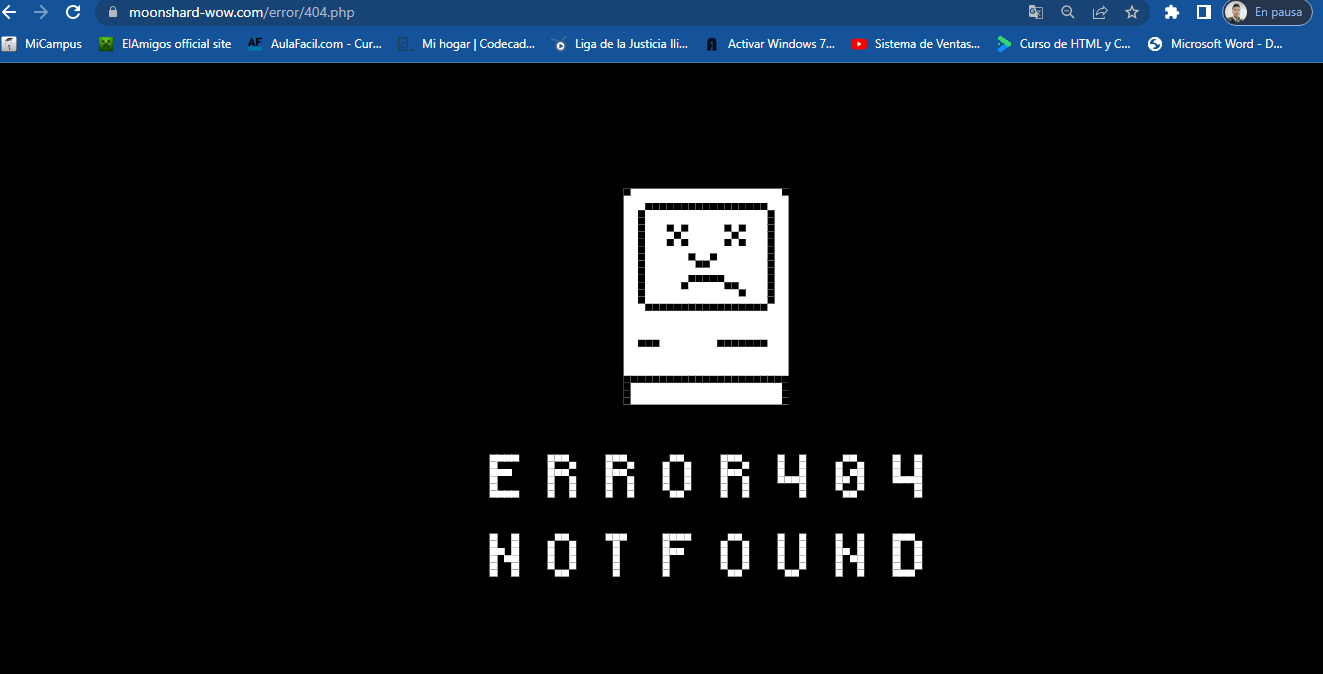 moonshard-wow.com/error/404.php
En pausa
MiCampus
ElAmigos official site
AF
AulaFacil.com - Cur...
Mi hogar | Codecad...
Liga de la Justicia Ili...
Activar Windows 7...
Sistema de Ventas...
Curso de HTML y C...
Microsoft Word - D...
ERROR404
NOTFOUND